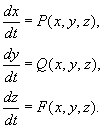 dx/dt = P(x, y, z),
dy/dt = Q(x, y, z),
dz/dt = F(x, y, z).